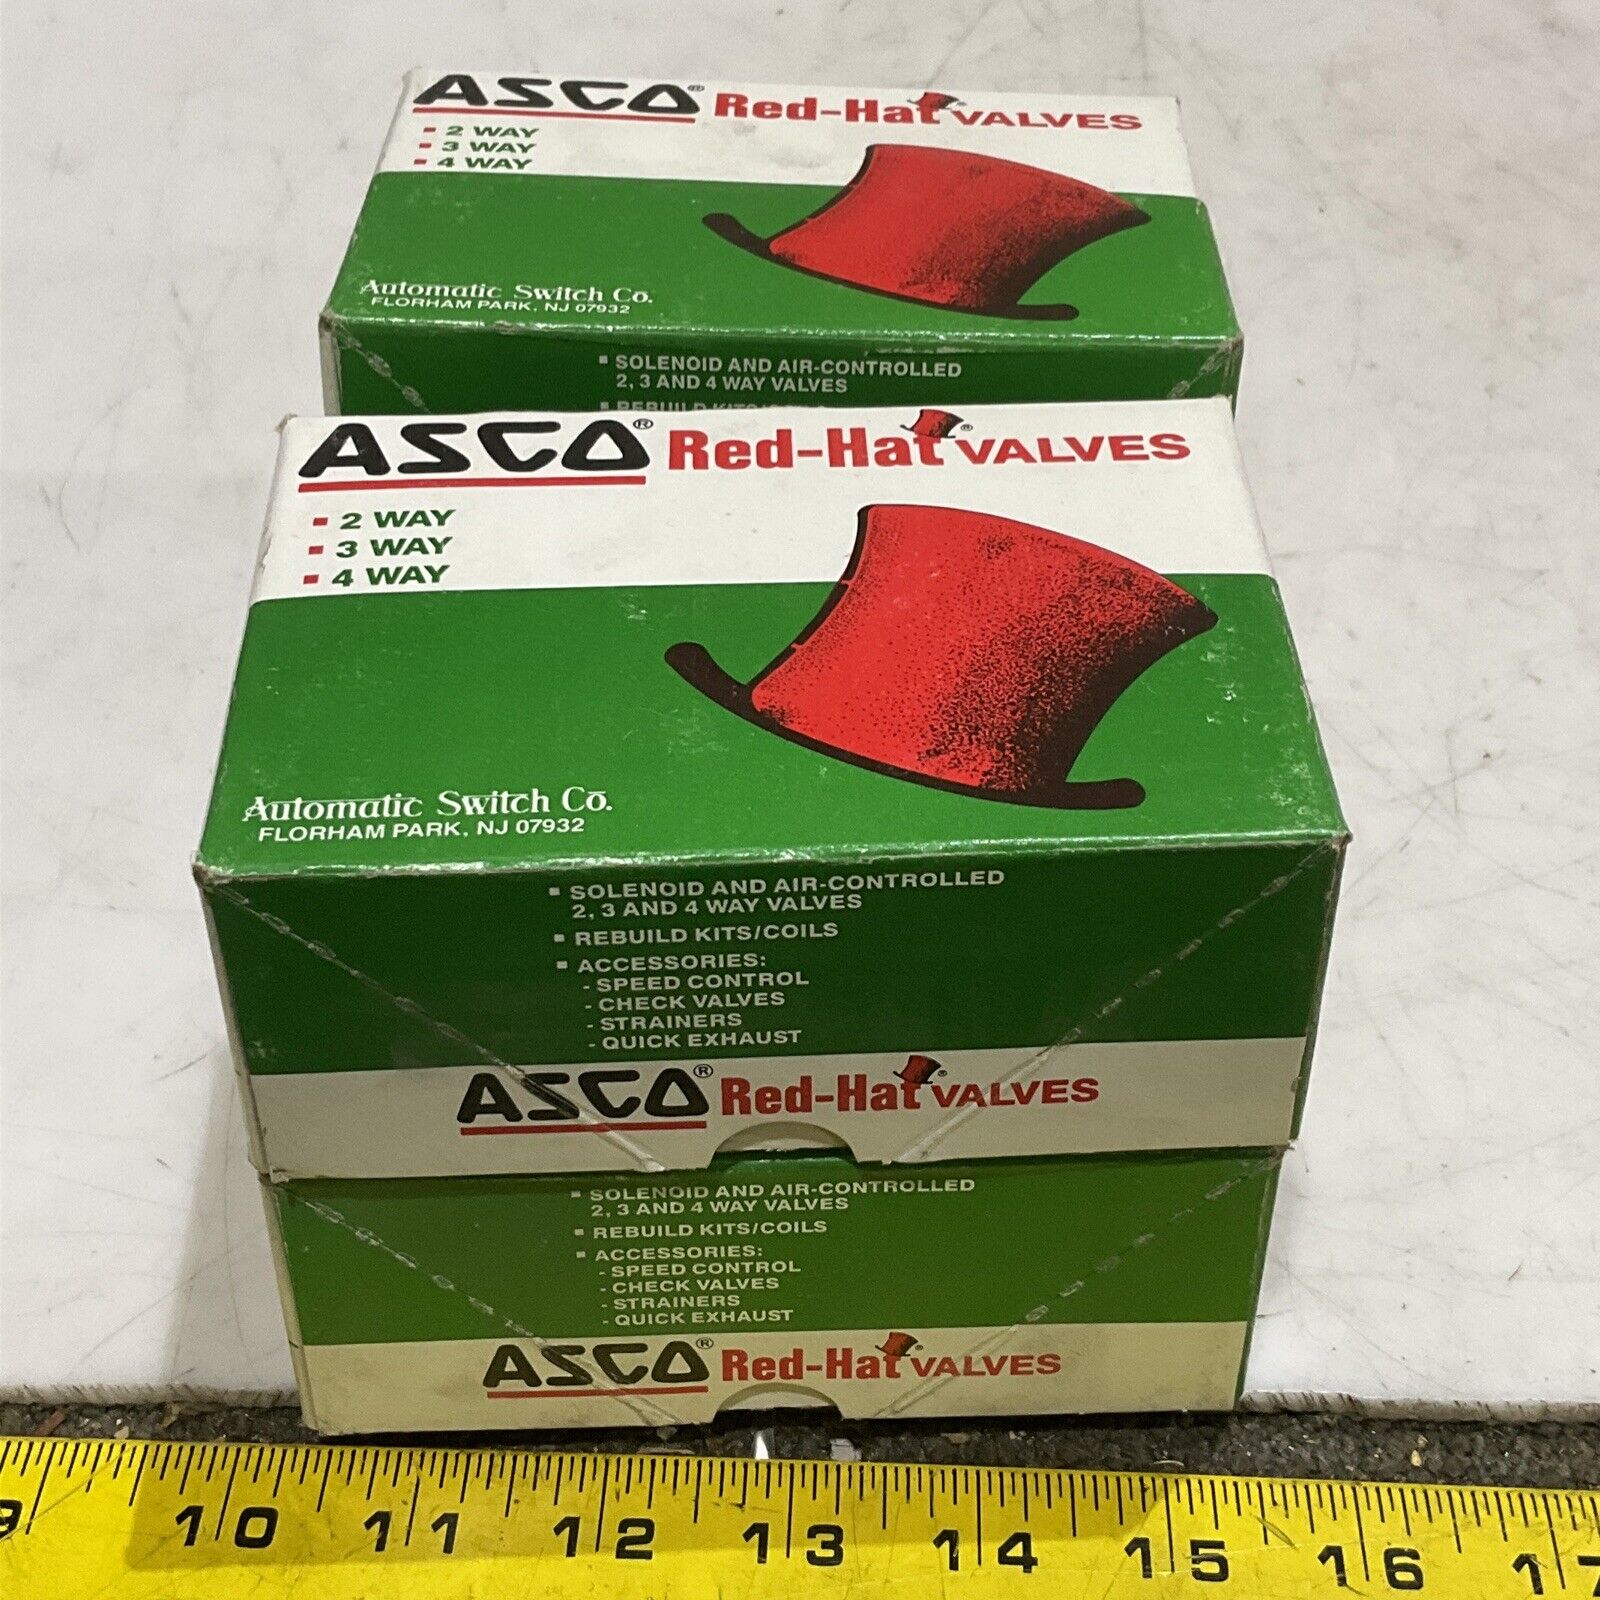 ASCO® Red-Hat® VALVES
2 WAY
3 WAY
4 WAY
Automatic Switch Co.
FLORHAM PARK, NJ 07932
SOLENOID AND AIR-CONTROLLED
2, 3 AND 4 WAY VALVES
REBUILD KITS/COILS
ASCO® Red-Hat® VALVES
2 WAY
3 WAY
4 WAY
Automatic Switch Co.
FLORHAM PARK, NJ 07932
SOLENOID AND AIR-CONTROLLED
2, 3 AND 4 WAY VALVES
REBUILD KITS/COILS
ACCESSORIES:
- SPEED CONTROL
- CHECK VALVES
- STRAINERS
- QUICK EXHAUST
ASCO® Red-Hat® VALVES
SOLENOID AND AIR-CONTROLLED
2, 3 AND 4 WAY VALVES
REBUILD KITS/COILS
ACCESSORIES:
- SPEED CONTROL
- CHECK VALVES
- STRAINERS
- QUICK EXHAUST
ASCO® Red-Hat® VALVES
9 10 11 12 13 14 15 16 17